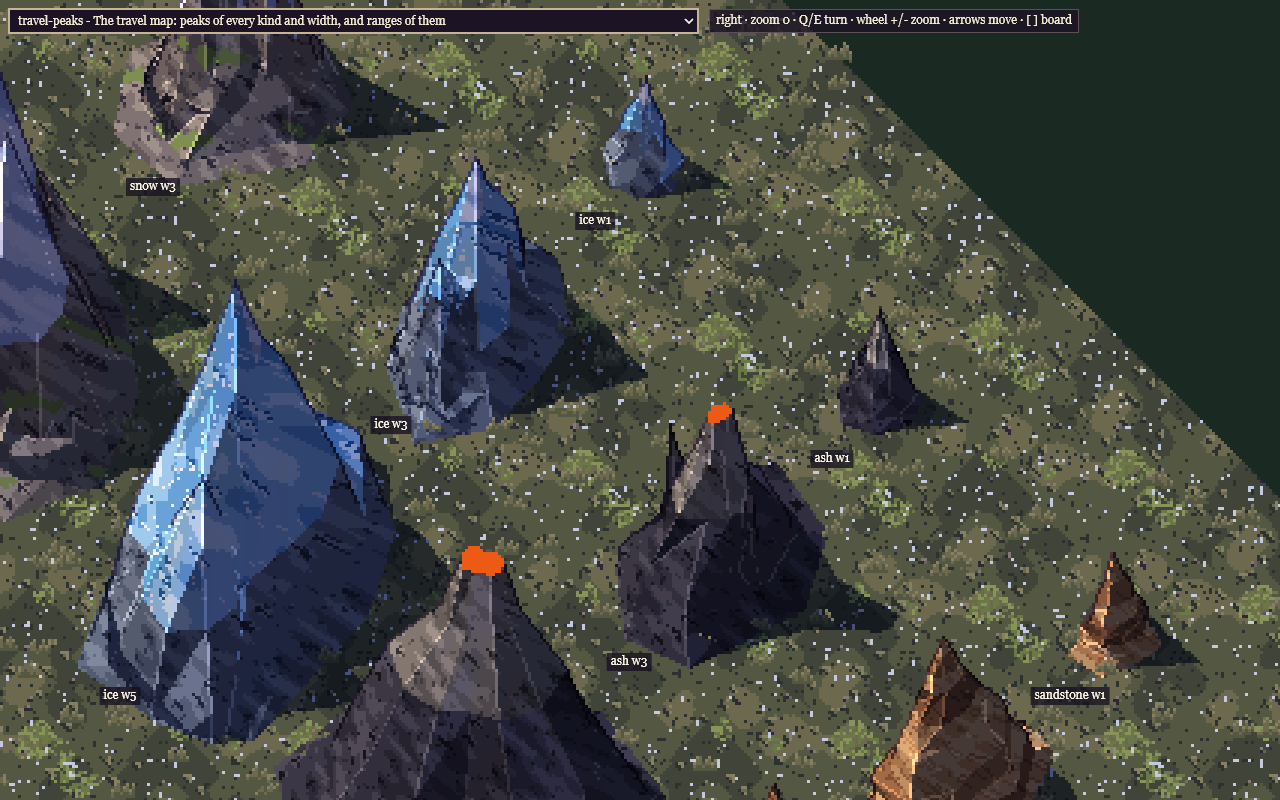 travel-peaks - The travel map: peaks of every kind and width, and ranges of them
right · zoom 0 · Q/E turn · wheel +/- zoom · arrows move · [ ] board
snow w3
ice w1
ice w3
ash w1
ash w3
ice w5
sandstone w1